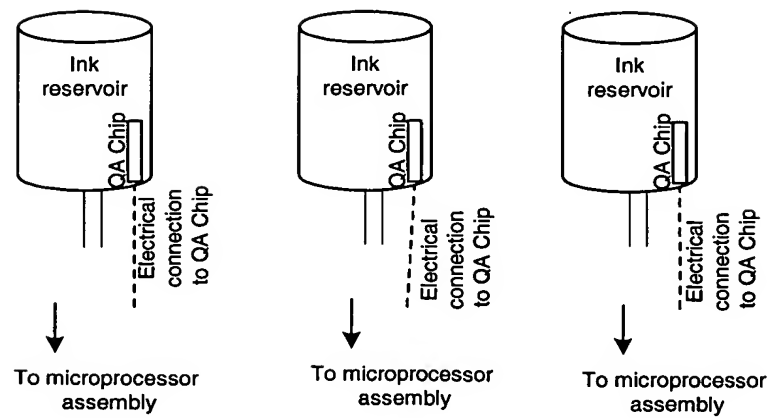 Ink
reservoir
QA Chip
Electrical
connection
to QA Chip
To microprocessor
assembly
Ink
reservoir
QA Chip
Electrical
connection
to QA Chip
To microprocessor
assembly
Ink
reservoir
QA Chip
Electrical
connection
to QA Chip
To microprocessor
assembly